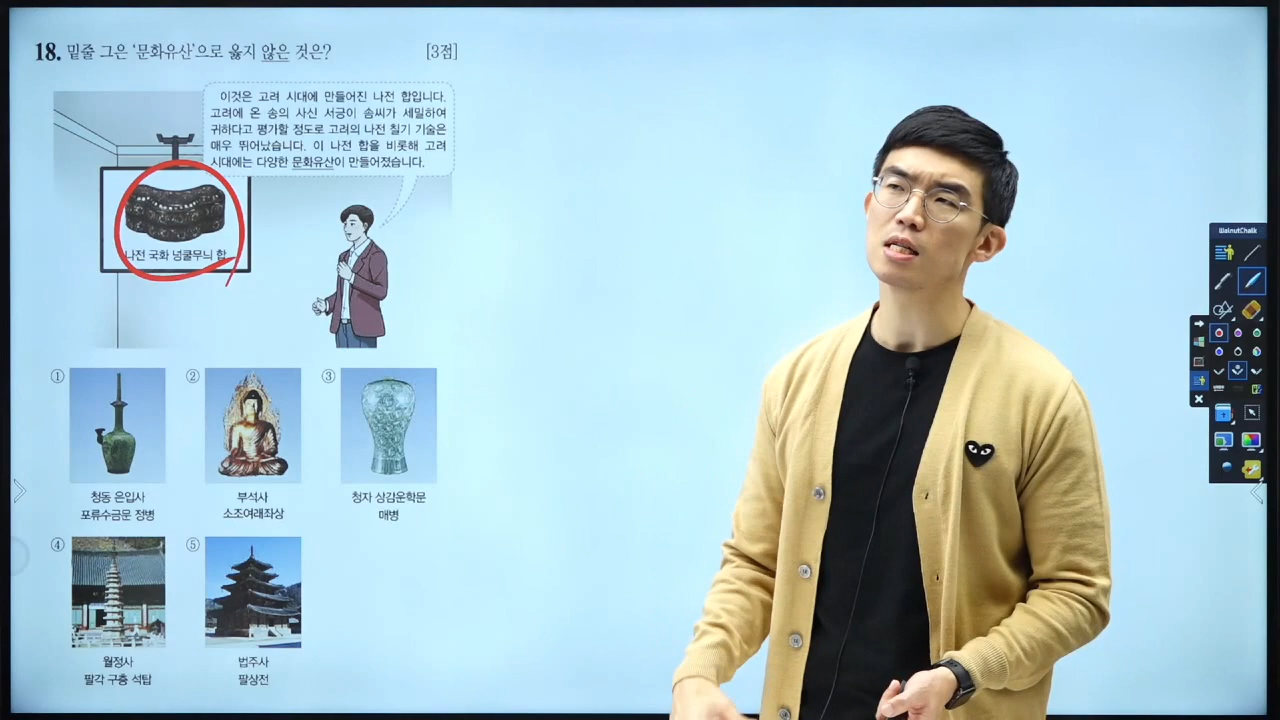 18. 밑줄 그은 '문화유산'으로 옳지 않은 것은? [3점]
이것은 고려 시대에 만들어진 나전 합입니다.
고려에 온 송의 사신 서긍이 솜씨가 세밀하여
귀하다고 평가할 정도로 고려의 나전 칠기 기술은
매우 뛰어났습니다. 이 나전 합을 비롯해 고려
시대에는 다양한 문화유산이 만들어졌습니다.
나전 국화 넝쿨무늬 합
① ② ③
청동 은입사
포류수금문 정병
부석사
소조여래좌상
청자 상감운학문
매병
④ ⑤
월정사
팔각 구층 석탑
법주사
팔상전
WalnutChalk